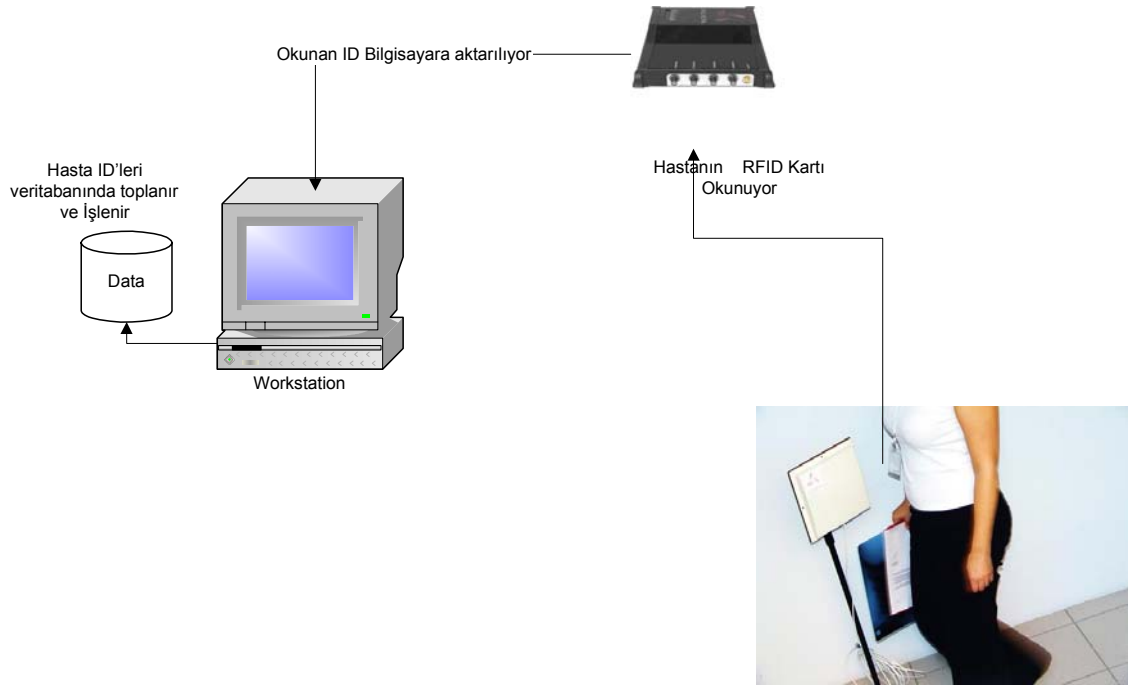 Okunan ID Bilgisayara aktarılıyor
Hasta ID'leri
veritabanında toplanır
ve İşlenir
Data
Workstation
Hastanın RFID Kartı
Okunuyor